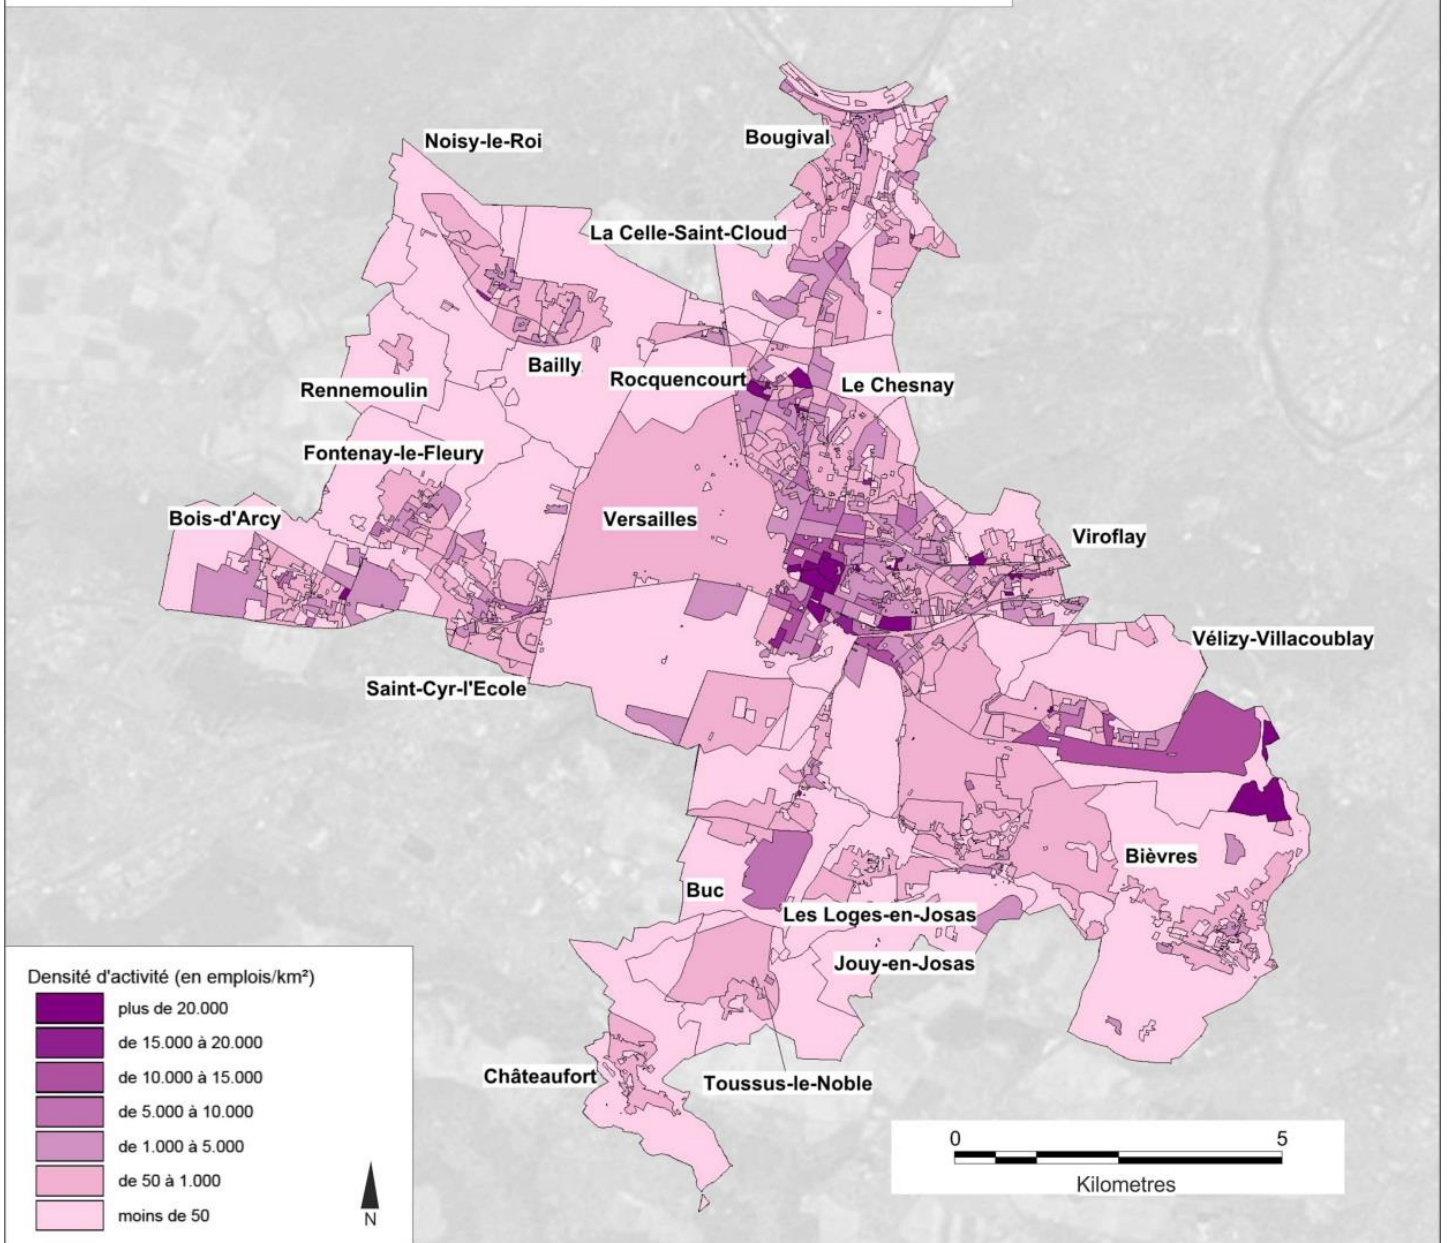 Noisy-le-Roi
Bougival
La Celle-Saint-Cloud
Bailly
Rocquencourt
Le Chesnay
Rennemoulin
Fontenay-le-Fleury
Bois-d'Arcy
Versailles
Viroflay
Vélizy-Villacoublay
Saint-Cyr-l'Ecole
Bièvres
Buc
Les Loges-en-Josas
Jouy-en-Josas
Châteaufort
Toussus-le-Noble
Densité d'activité (en emplois/km²)
plus de 20.000
de 15.000 à 20.000
de 10.000 à 15.000
de 5.000 à 10.000
de 1.000 à 5.000
de 50 à 1.000
moins de 50
N
0 5
Kilometres